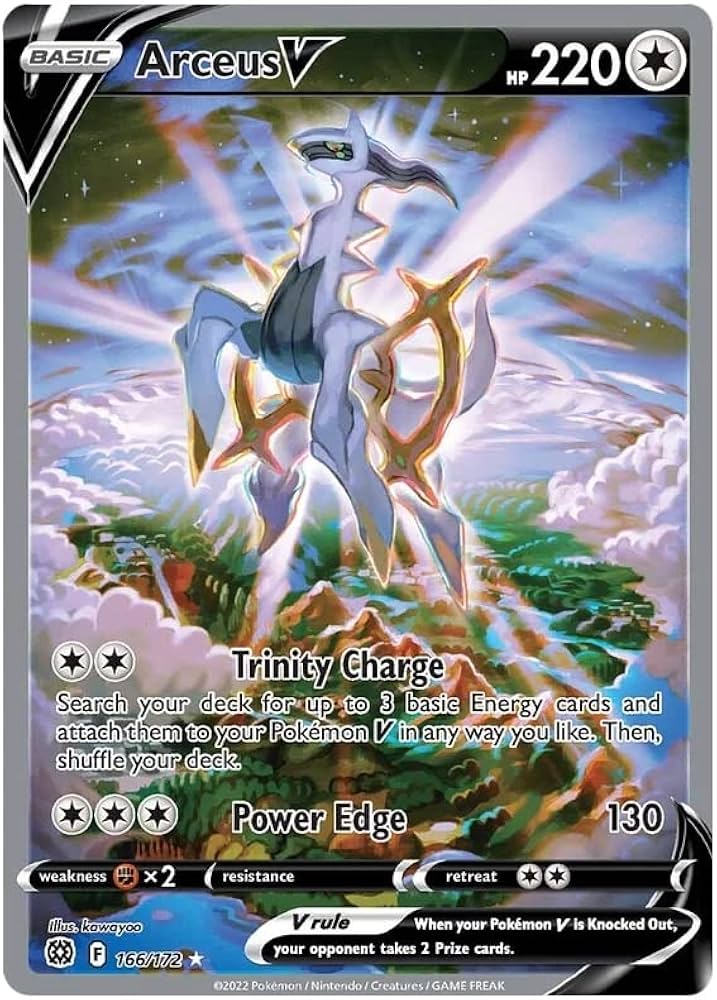 BASIC
Arceus V
HP 220
Trinity Charge
Search your deck for up to 3 basic Energy cards and
attach them to your Pokémon V in any way you like. Then,
shuffle your deck.
Power Edge 130
weakness ×2 resistance retreat
Illus. kawayoo
V rule
When your Pokémon V is Knocked Out,
your opponent takes 2 Prize cards.
F 166/172
©2022 Pokémon / Nintendo / Creatures / GAME FREAK